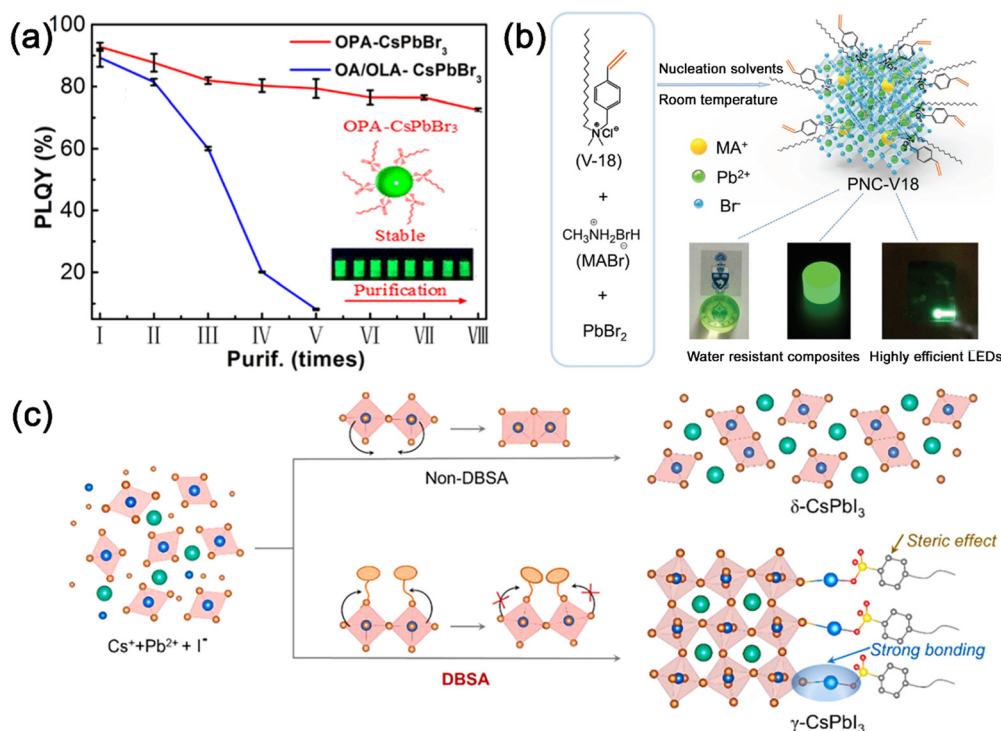 (a)
100
80
60
40
20
PLQY (%)
OPA-CsPbBr₃
OA/OLA- CsPbBr₃
OPA-CsPbBr₃
Stable
Purification
I II III IV V VI VII VIII
Purif. (times)
(b)
N
⊕
Cl⊖
(V-18)
+
⊕
CH₃NH₂BrH
⊖
(MABr)
+
PbBr₂
Nucleation solvents
Room temperature
MA⁺
Pb²⁺
Br⁻
PNC-V18
Water resistant composites
Highly efficient LEDs
(c)
Cs⁺+Pb²⁺ + I⁻
Non-DBSA
DBSA
δ-CsPbI₃
Steric effect
Strong bonding
γ-CsPbI₃